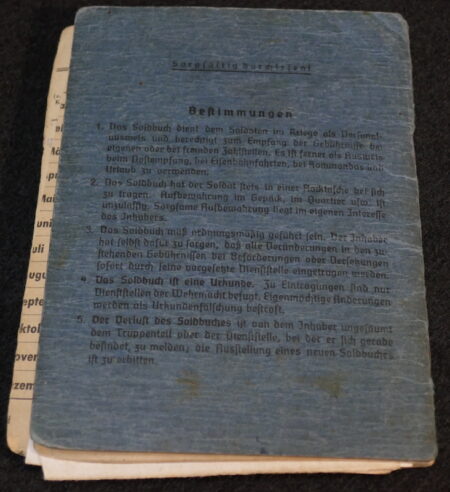 Sorgfältig durchlesen!
Bestimmungen
1. Das Soldbuch dient dem Soldaten im Kriege als Personal-
ausweis und berechtigt zum Empfang der Gebührnisse bei
eigenen oder bei fremden Zahlstellen. Es ist ferner als Ausweis
beim Postempfang, bei Eisenbahnfahrten, bei Kommandos und
Urlaub zu verwenden.
2. Das Soldbuch hat der Soldat stets in einer Rocktasche bei sich
zu tragen. Aufbewahrung im Gepäck, im Quartier usw. ist
unzulässig. Sorgsame Aufbewahrung liegt im eigenen Interesse
des Inhabers.
3. Das Soldbuch muß ordnungsmäßig geführt sein. Der Inhaber
hat selbst dafür zu sorgen, daß alle Veränderungen in den zu-
stehenden Gebührnissen bei Beförderungen oder Versetzungen
sofort durch seine vorgesetzte Dienststelle eingetragen werden.
4. Das Soldbuch ist eine Urkunde. Zu Eintragungen sind nur
Dienststellen der Wehrmacht befugt. Eigenmächtige Änderungen
werden als Urkundenfälschung bestraft.
5. Der Verlust des Soldbuches ist von dem Inhaber ungesäumt
dem Truppenteil oder der Dienststelle, bei der er sich gerade
befindet, zu melden; die Ausstellung eines neuen Soldbuches
ist zu erbitten